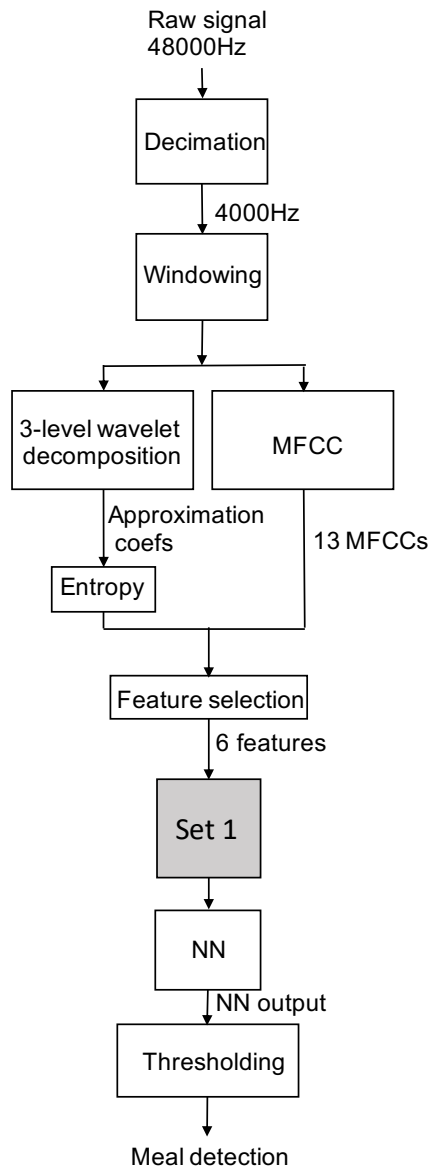 Raw signal
48000Hz
Decimation
4000Hz
Windowing
3-level wavelet
decomposition
MFCC
Approximation
coefs
13 MFCCs
Entropy
Feature selection
6 features
Set 1
NN
NN output
Thresholding
Meal detection